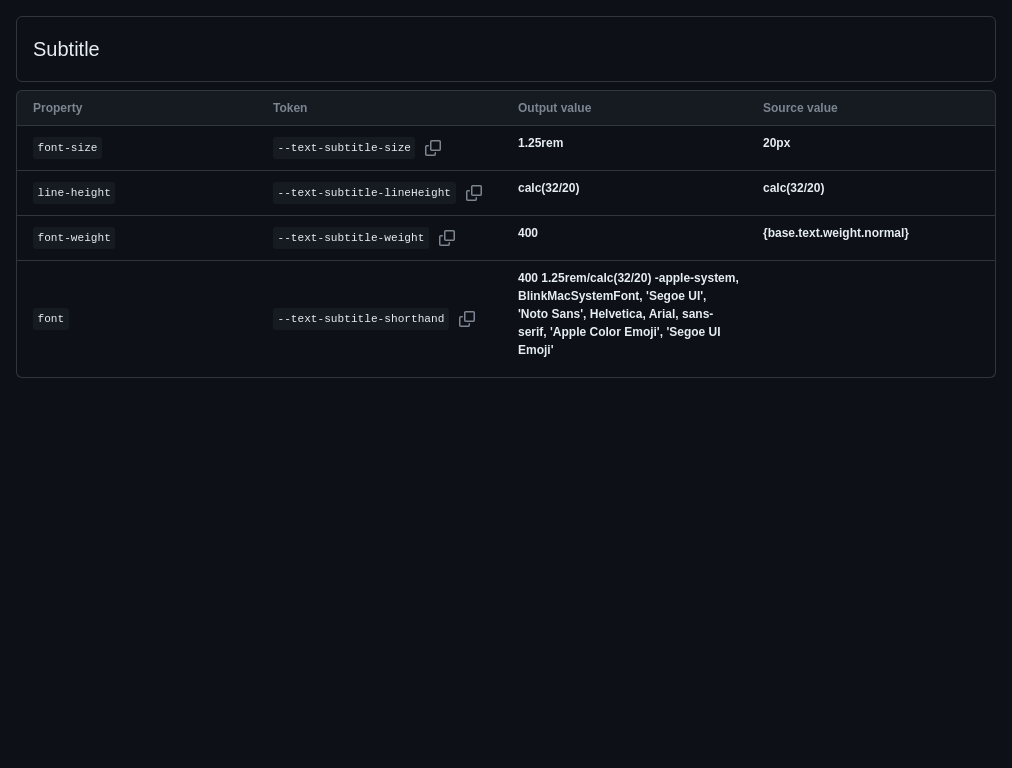 Subtitle
Property Token Output value Source value
font-size --text-subtitle-size 1.25rem 20px
line-height --text-subtitle-lineHeight calc(32/20) calc(32/20)
font-weight --text-subtitle-weight 400 {base.text.weight.normal}
font --text-subtitle-shorthand 400 1.25rem/calc(32/20) -apple-system,
BlinkMacSystemFont, 'Segoe UI',
'Noto Sans', Helvetica, Arial, sans-
serif, 'Apple Color Emoji', 'Segoe UI
Emoji'